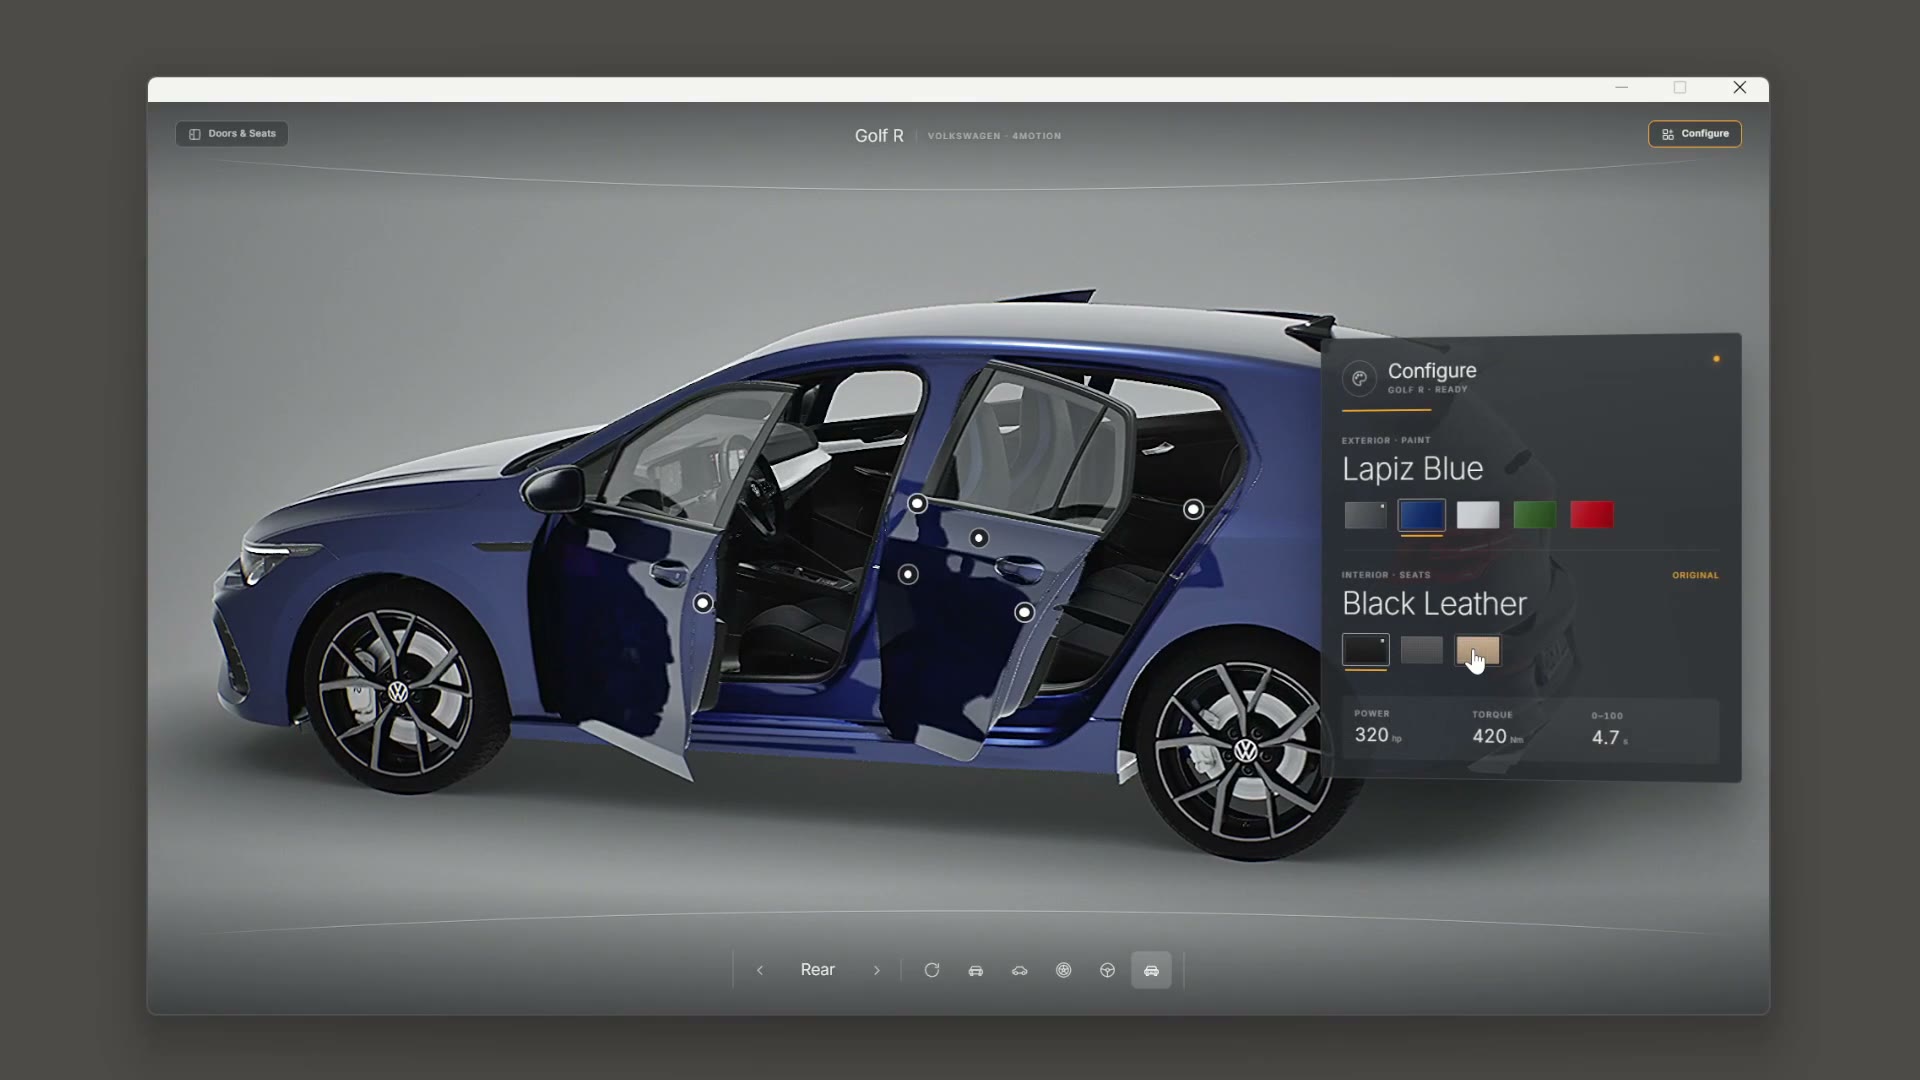 Doors & Seats
Golf R
VOLKSWAGEN · 4MOTION
Configure
Configure
GOLF R · READY
EXTERIOR · PAINT
Lapiz Blue
INTERIOR · SEATS
ORIGINAL
Black Leather
POWER
320 hp
TORQUE
420 Nm
0–100
4.7 s
Rear